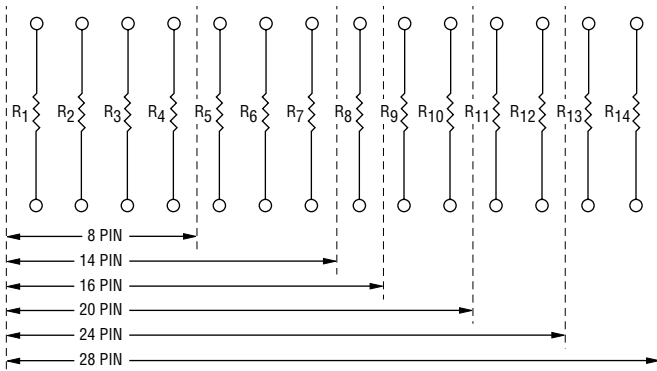 R1 R2 R3 R4 R5 R6 R7 R8 R9 R10 R11 R12 R13 R14
8 PIN
14 PIN
16 PIN
20 PIN
24 PIN
28 PIN